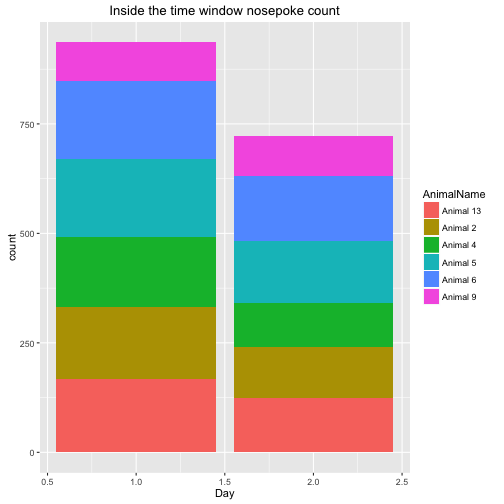 Inside the time window nosepoke count
750
500
250
0
count
0.5 1.0 1.5 2.0 2.5
Day
AnimalName
Animal 13
Animal 2
Animal 4
Animal 5
Animal 6
Animal 9